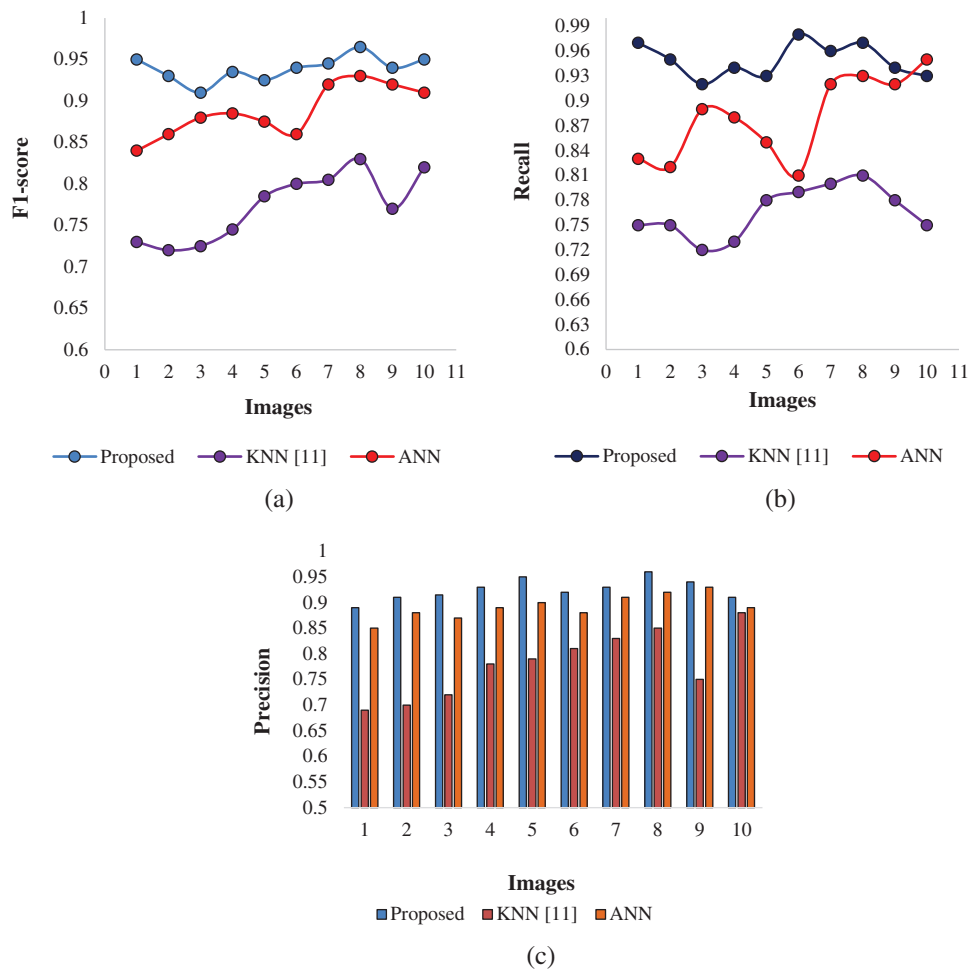 1
0.95
0.9
0.85
0.8
0.75
0.7
0.65
0.6
F1-score
0 1 2 3 4 5 6 7 8 9 10 11
Images
Proposed KNN [11] ANN
(a)
0.99
0.96
0.93
0.9
0.87
0.84
0.81
0.78
0.75
0.72
0.69
0.66
0.63
0.6
Recall
0 1 2 3 4 5 6 7 8 9 10 11
Images
Proposed KNN [11] ANN
(b)
1
0.95
0.9
0.85
0.8
0.75
0.7
0.65
0.6
0.55
0.5
Precision
1 2 3 4 5 6 7 8 9 10
Images
Proposed KNN [11] ANN
(c)